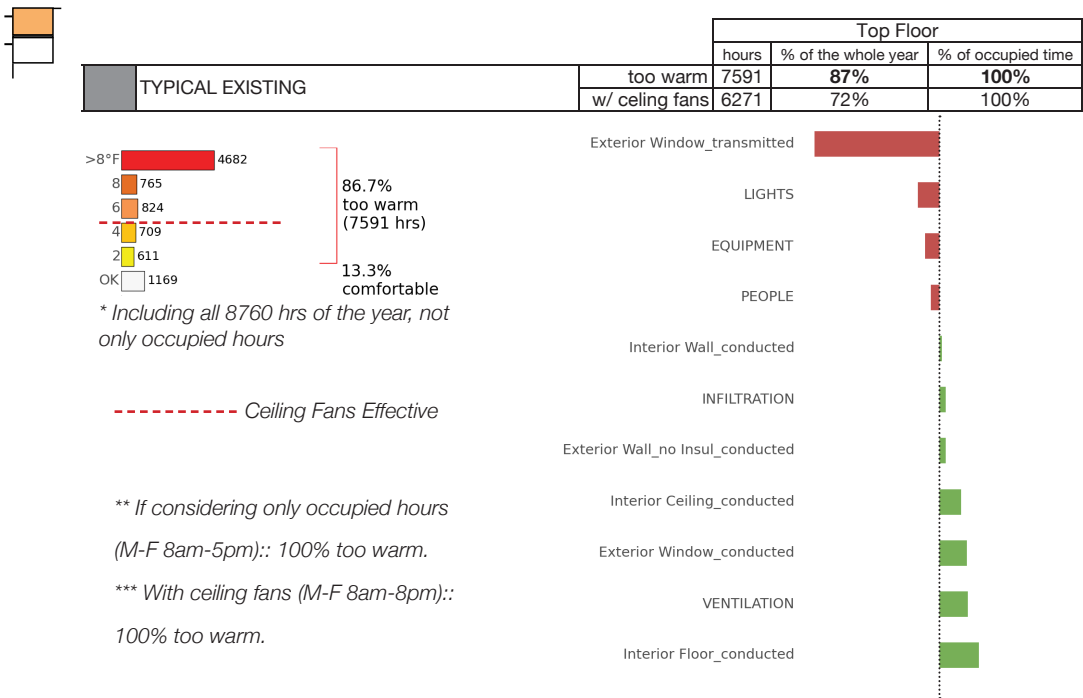 Top Floor
hours % of the whole year % of occupied time
TYPICAL EXISTING
too warm 7591 87% 100%
w/ celing fans 6271 72% 100%
>8°F 4682
8 765
6 824
4 709
2 611
OK 1169
86.7%
too warm
(7591 hrs)
13.3%
comfortable
* Including all 8760 hrs of the year, not
only occupied hours
Ceiling Fans Effective
** If considering only occupied hours
(M-F 8am-5pm):: 100% too warm.
*** With ceiling fans (M-F 8am-8pm)::
100% too warm.
Exterior Window_transmitted
LIGHTS
EQUIPMENT
PEOPLE
Interior Wall_conducted
INFILTRATION
Exterior Wall_no Insul_conducted
Interior Ceiling_conducted
Exterior Window_conducted
VENTILATION
Interior Floor_conducted